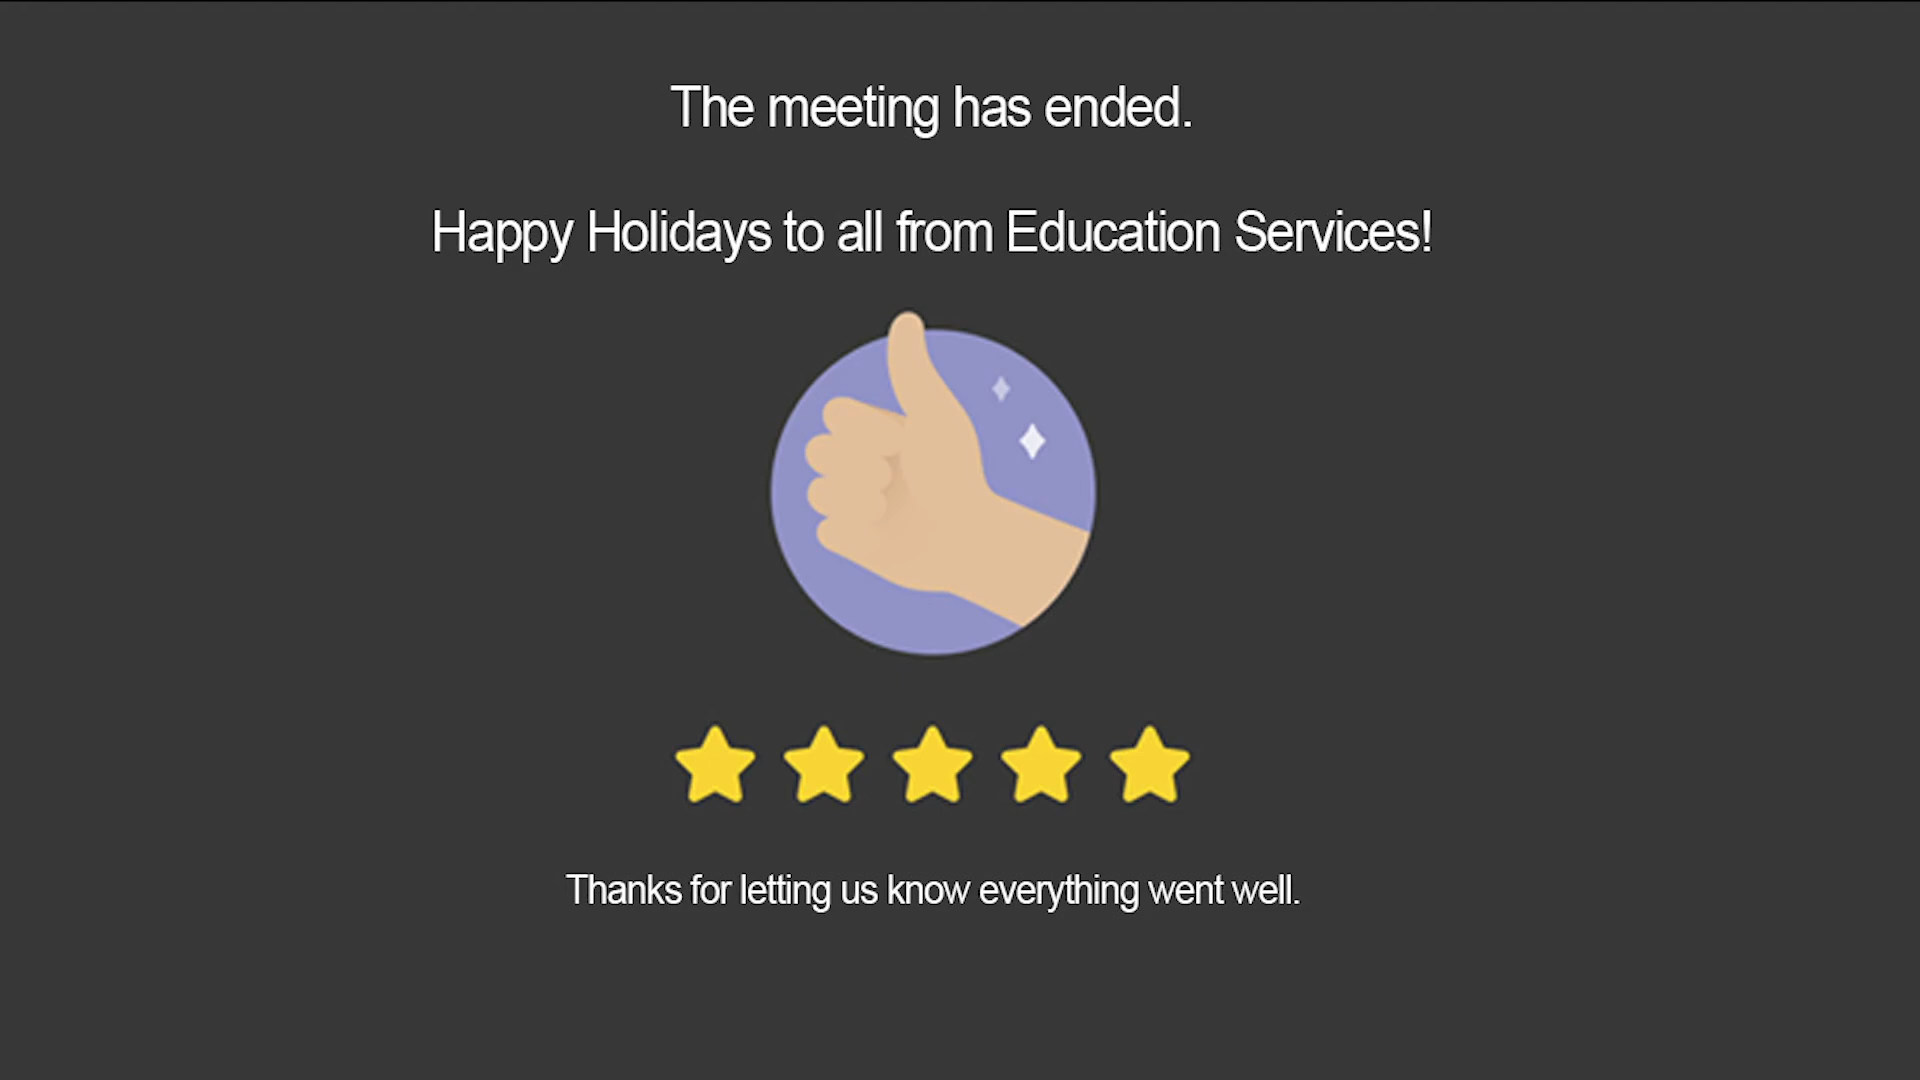 The meeting has ended.
Happy Holidays to all from Education Services!
Thanks for letting us know everything went well.